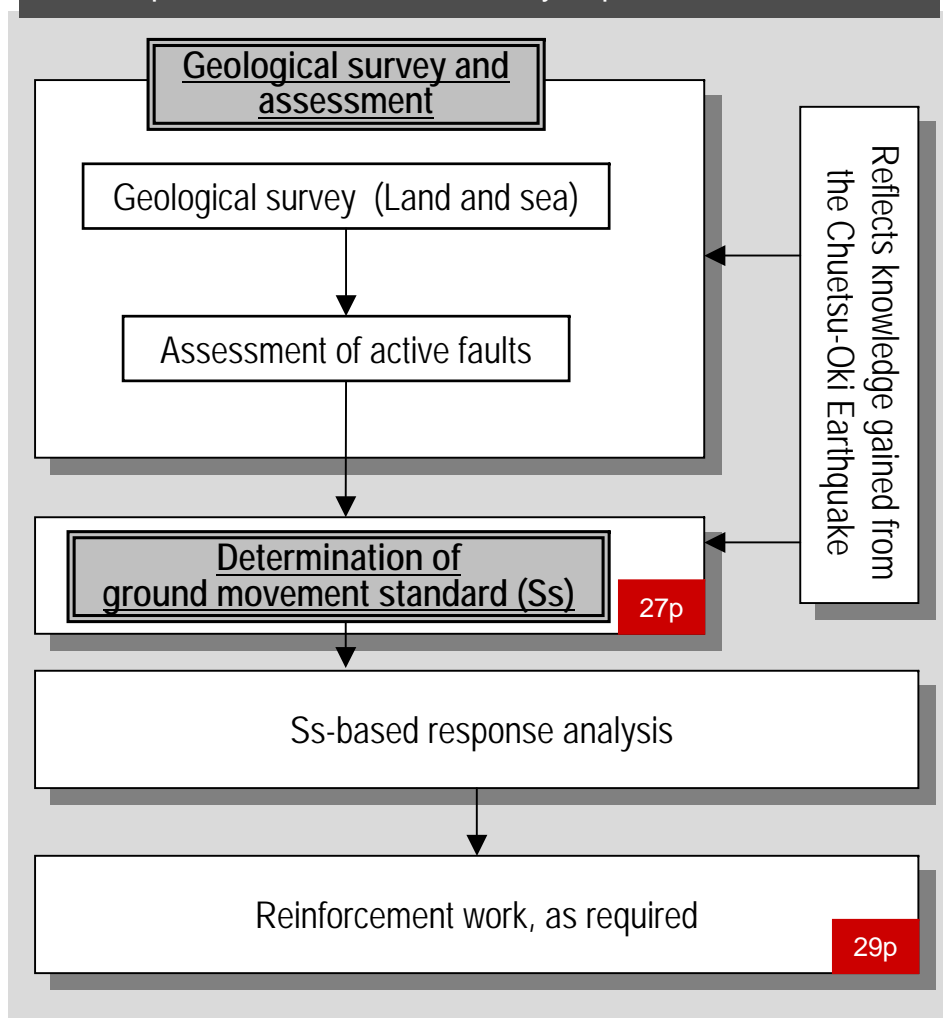 Geological survey and
assessment
Geological survey (Land and sea)
Assessment of active faults
Reflects knowledge gained from
the Chuetsu-Oki Earthquake
Determination of
ground movement standard (Ss)
27p
Ss-based response analysis
Reinforcement work, as required
29p